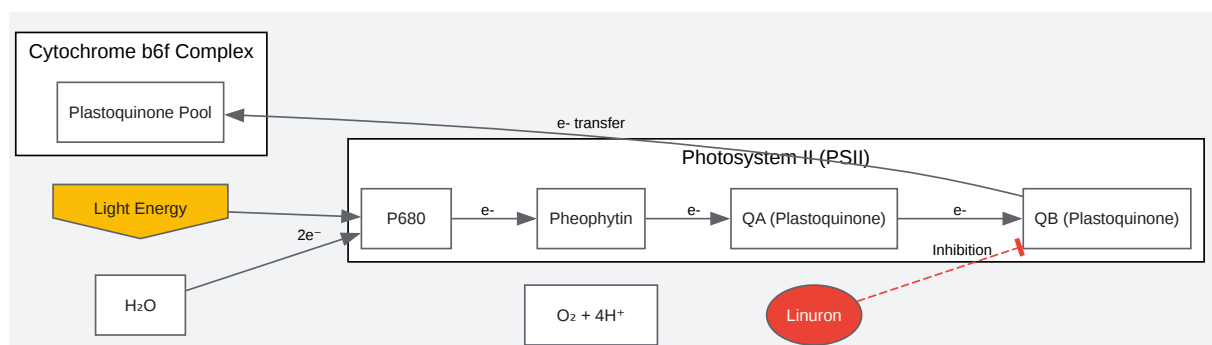 Cytochrome b6f Complex
Plastoquinone Pool
e- transfer
Photosystem II (PSII)
Light Energy
P680
e-
Pheophytin
e-
QA (Plastoquinone)
e-
QB (Plastoquinone)
2e⁻
Inhibition
H₂O
O₂ + 4H⁺
Linuron